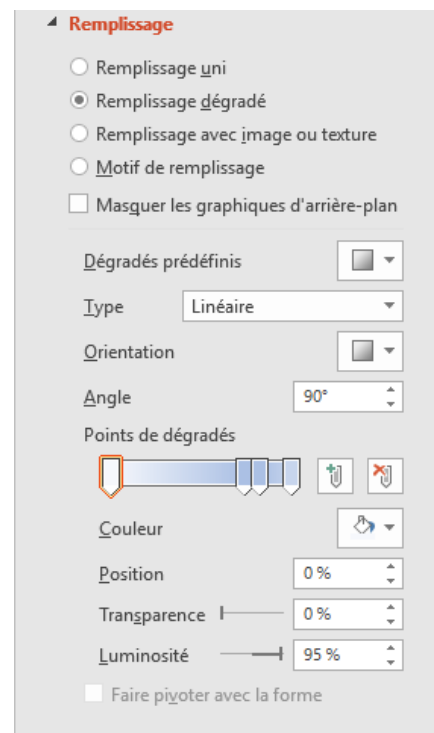 Remplissage
Remplissage uni
Remplissage dégradé
Remplissage avec image ou texture
Motif de remplissage
Masquer les graphiques d'arrière-plan
Dégradés prédéfinis
Type Linéaire
Orientation
Angle 90°
Points de dégradés
Couleur
Position 0 %
Transparence 0 %
Luminosité 95 %
Faire pivoter avec la forme